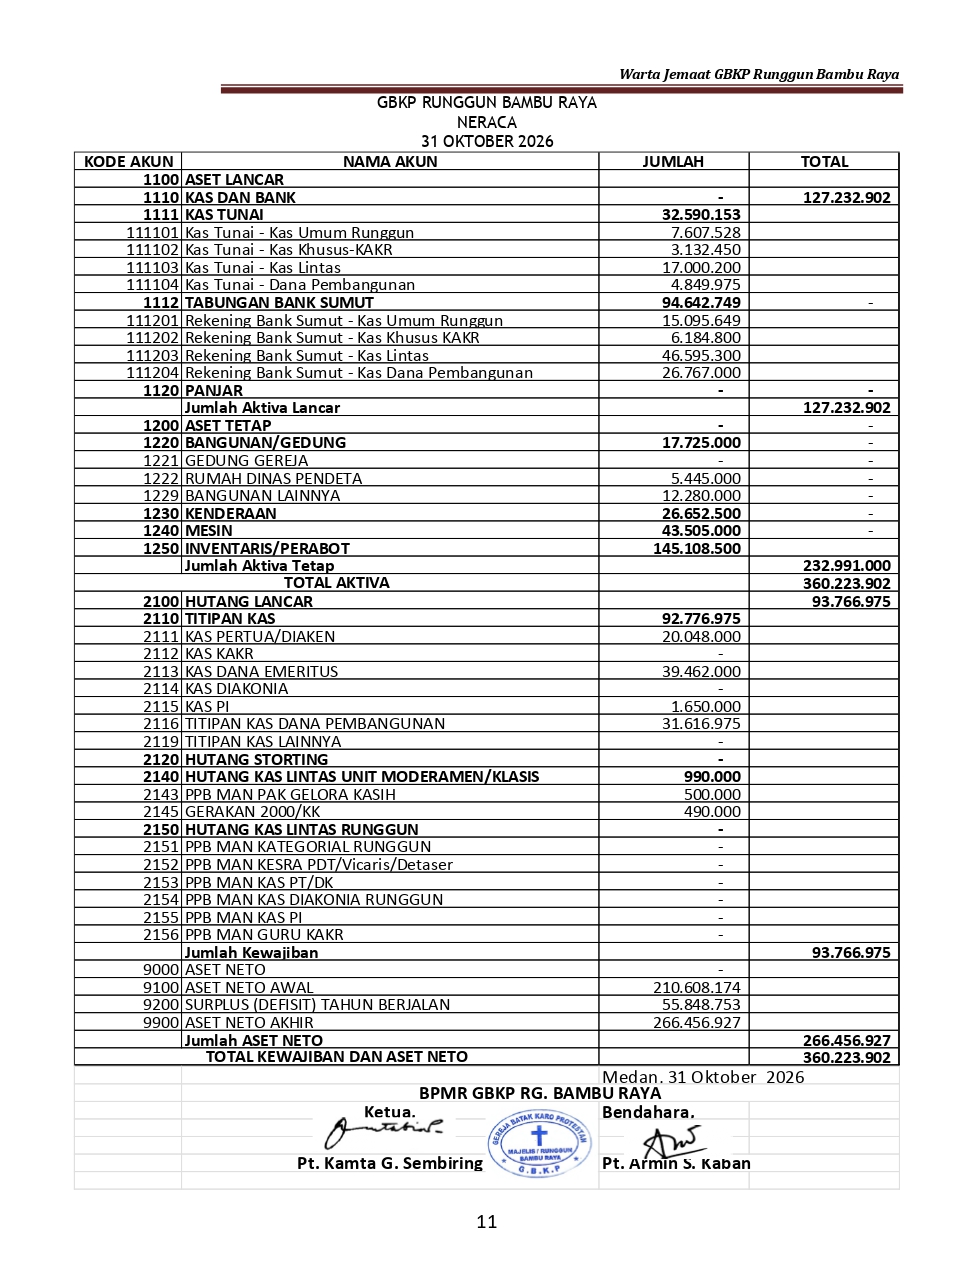 Warta Jemaat GBKP Runggun Bambu Raya
GBKP RUNGGUN BAMBU RAYA
NERACA
31 OKTOBER 2026
KODE AKUN NAMA AKUN JUMLAH TOTAL
1100 ASET LANCAR
1110 KAS DAN BANK - 127.232.902
1111 KAS TUNAI 32.590.153
111101 Kas Tunai - Kas Umum Runggun 7.607.528
111102 Kas Tunai - Kas Khusus-KAKR 3.132.450
111103 Kas Tunai - Kas Lintas 17.000.200
111104 Kas Tunai - Dana Pembangunan 4.849.975
1112 TABUNGAN BANK SUMUT 94.642.749 -
111201 Rekening Bank Sumut - Kas Umum Runggun 15.095.649
111202 Rekening Bank Sumut - Kas Khusus KAKR 6.184.800
111203 Rekening Bank Sumut - Kas Lintas 46.595.300
111204 Rekening Bank Sumut - Kas Dana Pembangunan 26.767.000
1120 PANJAR - -
Jumlah Aktiva Lancar 127.232.902
1200 ASET TETAP - -
1220 BANGUNAN/GEDUNG 17.725.000 -
1221 GEDUNG GEREJA - -
1222 RUMAH DINAS PENDETA 5.445.000 -
1229 BANGUNAN LAINNYA 12.280.000 -
1230 KENDERAAN 26.652.500 -
1240 MESIN 43.505.000 -
1250 INVENTARIS/PERABOT 145.108.500
Jumlah Aktiva Tetap 232.991.000
TOTAL AKTIVA 360.223.902
2100 HUTANG LANCAR 93.766.975
2110 TITIPAN KAS 92.776.975
2111 KAS PERTUA/DIAKEN 20.048.000
2112 KAS KAKR -
2113 KAS DANA EMERITUS 39.462.000
2114 KAS DIAKONIA -
2115 KAS PI 1.650.000
2116 TITIPAN KAS DANA PEMBANGUNAN 31.616.975
2119 TITIPAN KAS LAINNYA -
2120 HUTANG STORTING -
2140 HUTANG KAS LINTAS UNIT MODERAMEN/KLASIS 990.000
2143 PPB MAN PAK GELORA KASIH 500.000
2145 GERAKAN 2000/KK 490.000
2150 HUTANG KAS LINTAS RUNGGUN -
2151 PPB MAN KATEGORIAL RUNGGUN -
2152 PPB MAN KESRA PDT/Vicaris/Detaser -
2153 PPB MAN KAS PT/DK -
2154 PPB MAN KAS DIAKONIA RUNGGUN -
2155 PPB MAN KAS PI -
2156 PPB MAN GURU KAKR -
Jumlah Kewajiban 93.766.975
9000 ASET NETO -
9100 ASET NETO AWAL 210.608.174
9200 SURPLUS (DEFISIT) TAHUN BERJALAN 55.848.753
9900 ASET NETO AKHIR 266.456.927
Jumlah ASET NETO 266.456.927
TOTAL KEWAJIBAN DAN ASET NETO 360.223.902
Medan, 31 Oktober 2026
BPMR GBKP RG. BAMBU RAYA
Ketua, Bendahara,
GEREJA BATAK KARO PROTESTAN
MAJELIS / RUNGGUN
BAMBU RAYA
G.B.K.P
Pt. Kamta G. Sembiring Pt. Armin S. Kaban
11